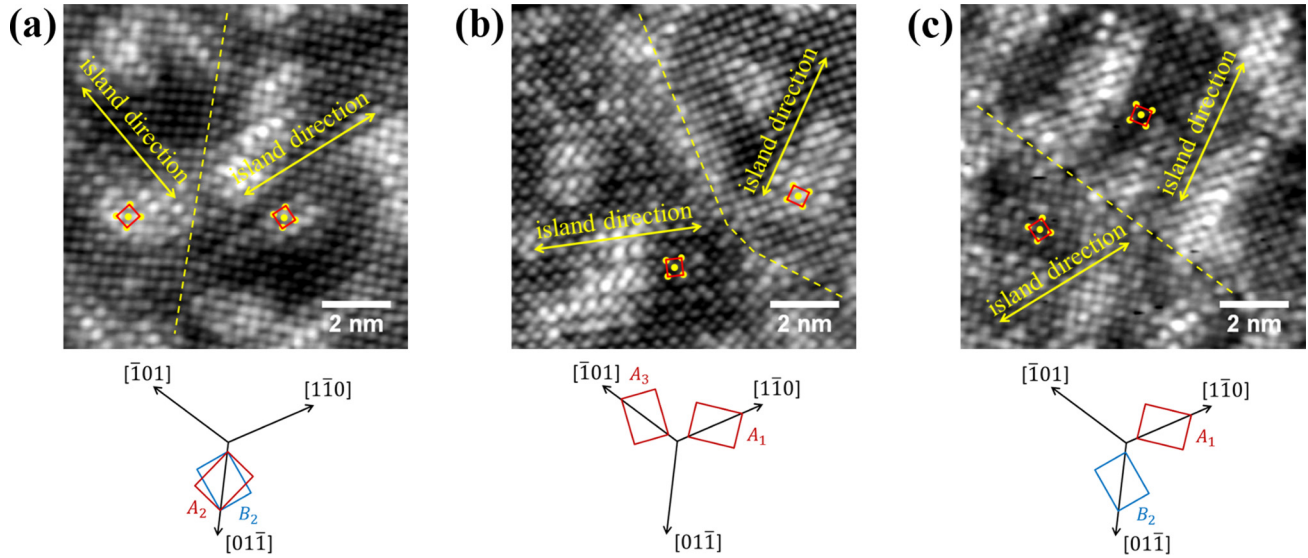 (a)
island direction
island direction
2 nm
(b)
island direction
island direction
2 nm
(c)
island direction
island direction
2 nm
[1̅01]
[11̅0]
A₂
B₂
[011̅]
[1̅01]
A₃
[11̅0]
A₁
[011̅]
[1̅01]
A₁
[11̅0]
B₂
[011̅]